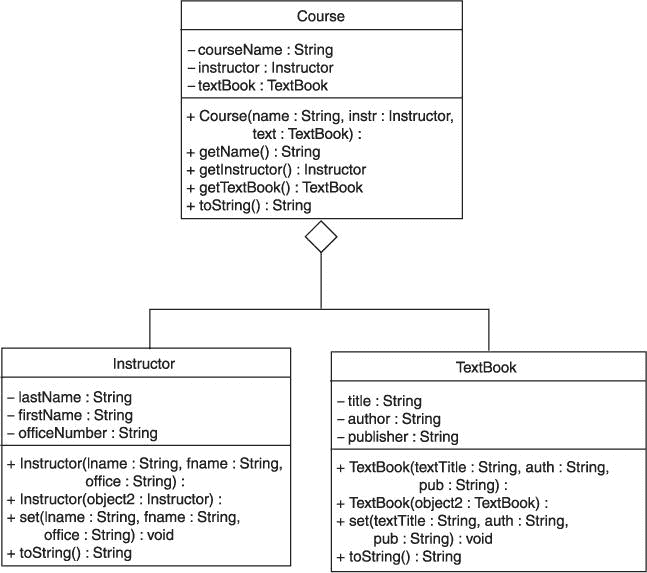 Course
– courseName : String
– instructor : Instructor
– textBook : TextBook
+ Course(name : String, instr : Instructor,
text : TextBook) :
+ getName() : String
+ getInstructor() : Instructor
+ getTextBook() : TextBook
+ toString() : String
Instructor
– lastName : String
– firstName : String
– officeNumber : String
+ Instructor(lname : String, fname : String,
office : String) :
+ Instructor(object2 : Instructor) :
+ set(lname : String, fname : String,
office : String) : void
+ toString() : String
TextBook
– title : String
– author : String
– publisher : String
+ TextBook(textTitle : String, auth : String,
pub : String) :
+ TextBook(object2 : TextBook) :
+ set(textTitle : String, auth : String,
pub : String) : void
+ toString() : String